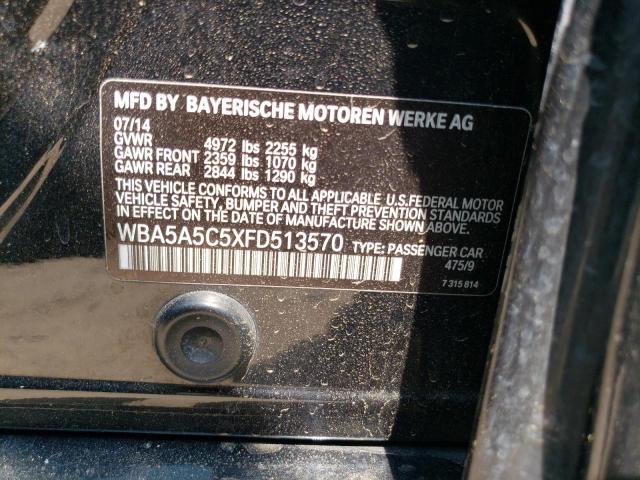 MFD BY BAYERISCHE MOTOREN WERKE AG
07/14
GVWR 4972 lbs 2255 kg
GAWR FRONT 2359 lbs 1070 kg
GAWR REAR 2844 lbs 1290 kg
THIS VEHICLE CONFORMS TO ALL APPLICABLE U.S.FEDERAL MOTOR
VEHICLE SAFETY, BUMPER, AND THEFT PREVENTION STANDARDS
IN EFFECT ON THE DATE OF MANUFACTURE SHOWN ABOVE.
WBA5A5C5XFD513570 TYPE: PASSENGER CAR
475/9
7 315 814